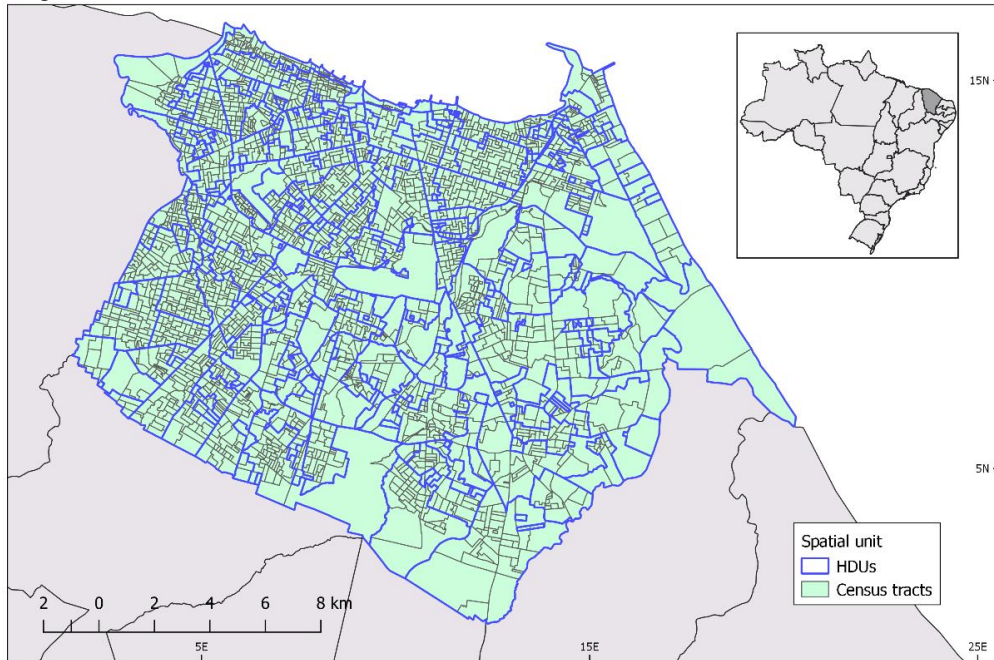 15N
5N
Spatial unit
HDUs
Census tracts
2 0 2 4 6 8 km
5E 15E 25E